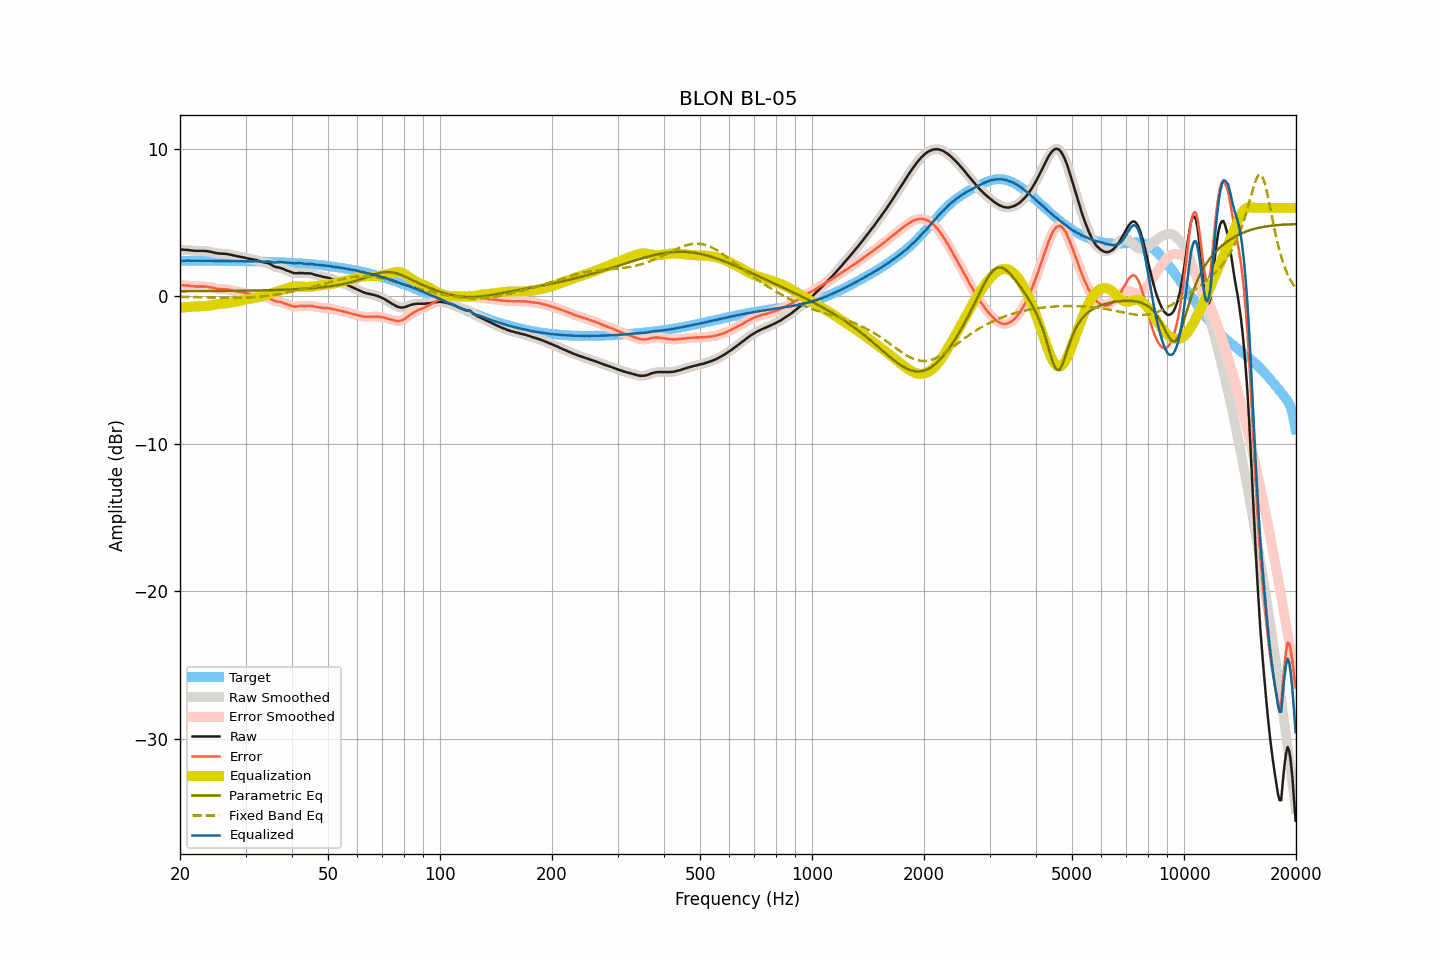 BLON BL-05
10
0
−10
−20
−30
Amplitude (dBr)
Target
Raw Smoothed
Error Smoothed
Raw
Error
Equalization
Parametric Eq
Fixed Band Eq
Equalized
20 50 100 200 500 1000 2000 5000 10000 20000
Frequency (Hz)